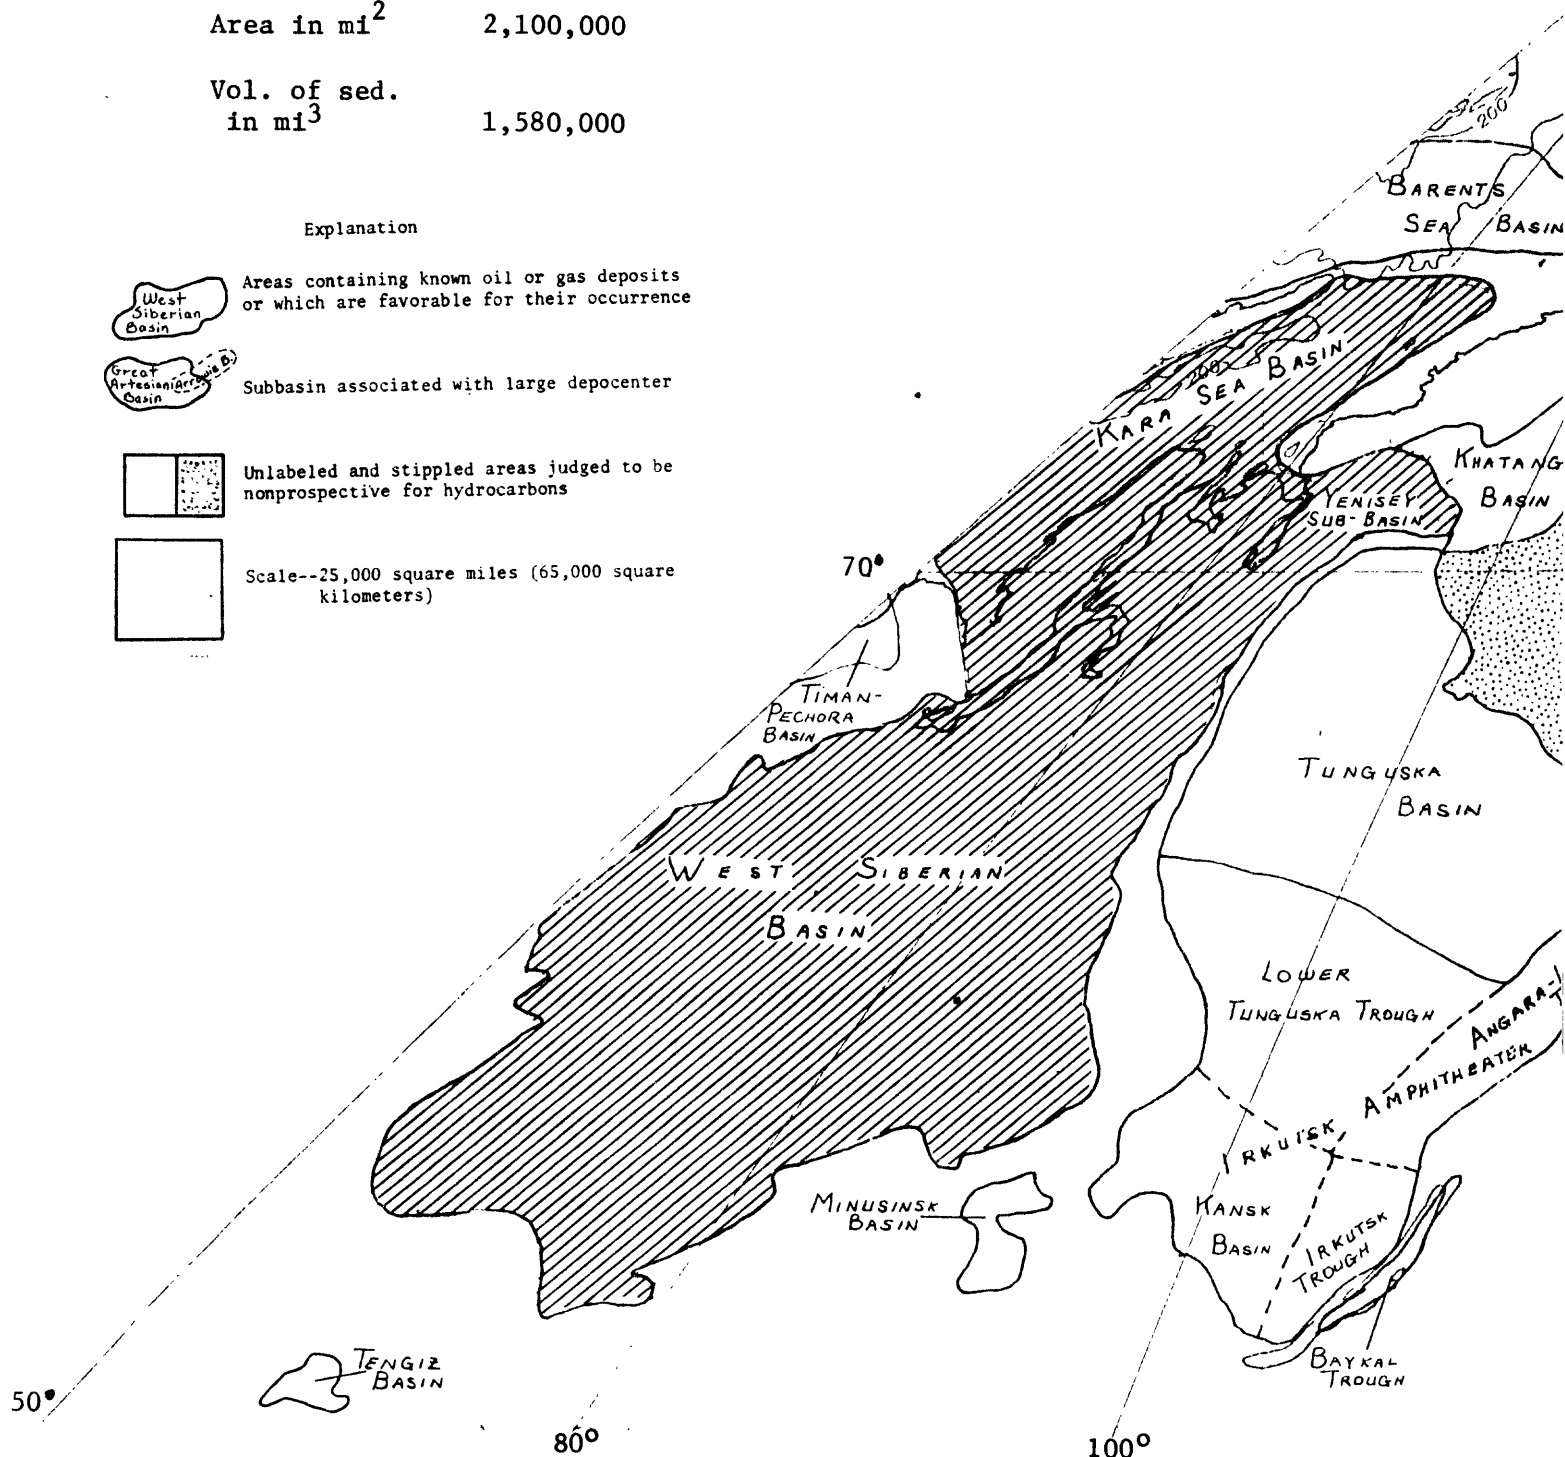 Area in mi2 2,100,000
Vol. of sed.
in mi3 1,580,000
Explanation
West
Siberian
Basin
Areas containing known oil or gas deposits
or which are favorable for their occurrence
Great
Artesian
Basin
Subbasin associated with large depocenter
Unlabeled and stippled areas judged to be
nonprospective for hydrocarbons
Scale--25,000 square miles (65,000 square
kilometers)
200
BARENTS
SEA BASIN
200
KARA SEA BASIN
KHATANG
BASIN
YENISEY
SUB-BASIN
70°
TIMAN-
PECHORA
BASIN
TUNGUSKA
BASIN
WEST SIBERIAN
BASIN
LOWER
TUNGUSKA TROUGH
ANGARA-
IRKUTSK AMPHITHEATER
MINUSINSK
BASIN
KANSK
BASIN
IRKUTSK
TROUGH
BAYKAL
TROUGH
TENGIZ
BASIN
50°
80°
100°